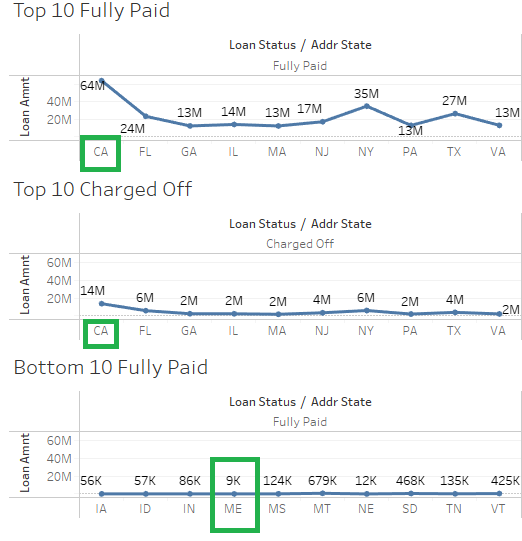 Top 10 Fully Paid
Loan Status / Addr State
Fully Paid
Loan Amnt
40M
20M
64M 24M 13M 14M 13M 17M 35M 13M 27M 13M
CA FL GA IL MA NJ NY PA TX VA
Top 10 Charged Off
Loan Status / Addr State
Charged Off
Loan Amnt
60M
40M
20M
14M 6M 2M 2M 2M 4M 6M 2M 4M 2M
CA FL GA IL MA NJ NY PA TX VA
Bottom 10 Fully Paid
Loan Status / Addr State
Fully Paid
Loan Amnt
60M
40M
20M
56K 57K 86K 9K 124K 679K 12K 468K 135K 425K
IA ID IN ME MS MT NE SD TN VT